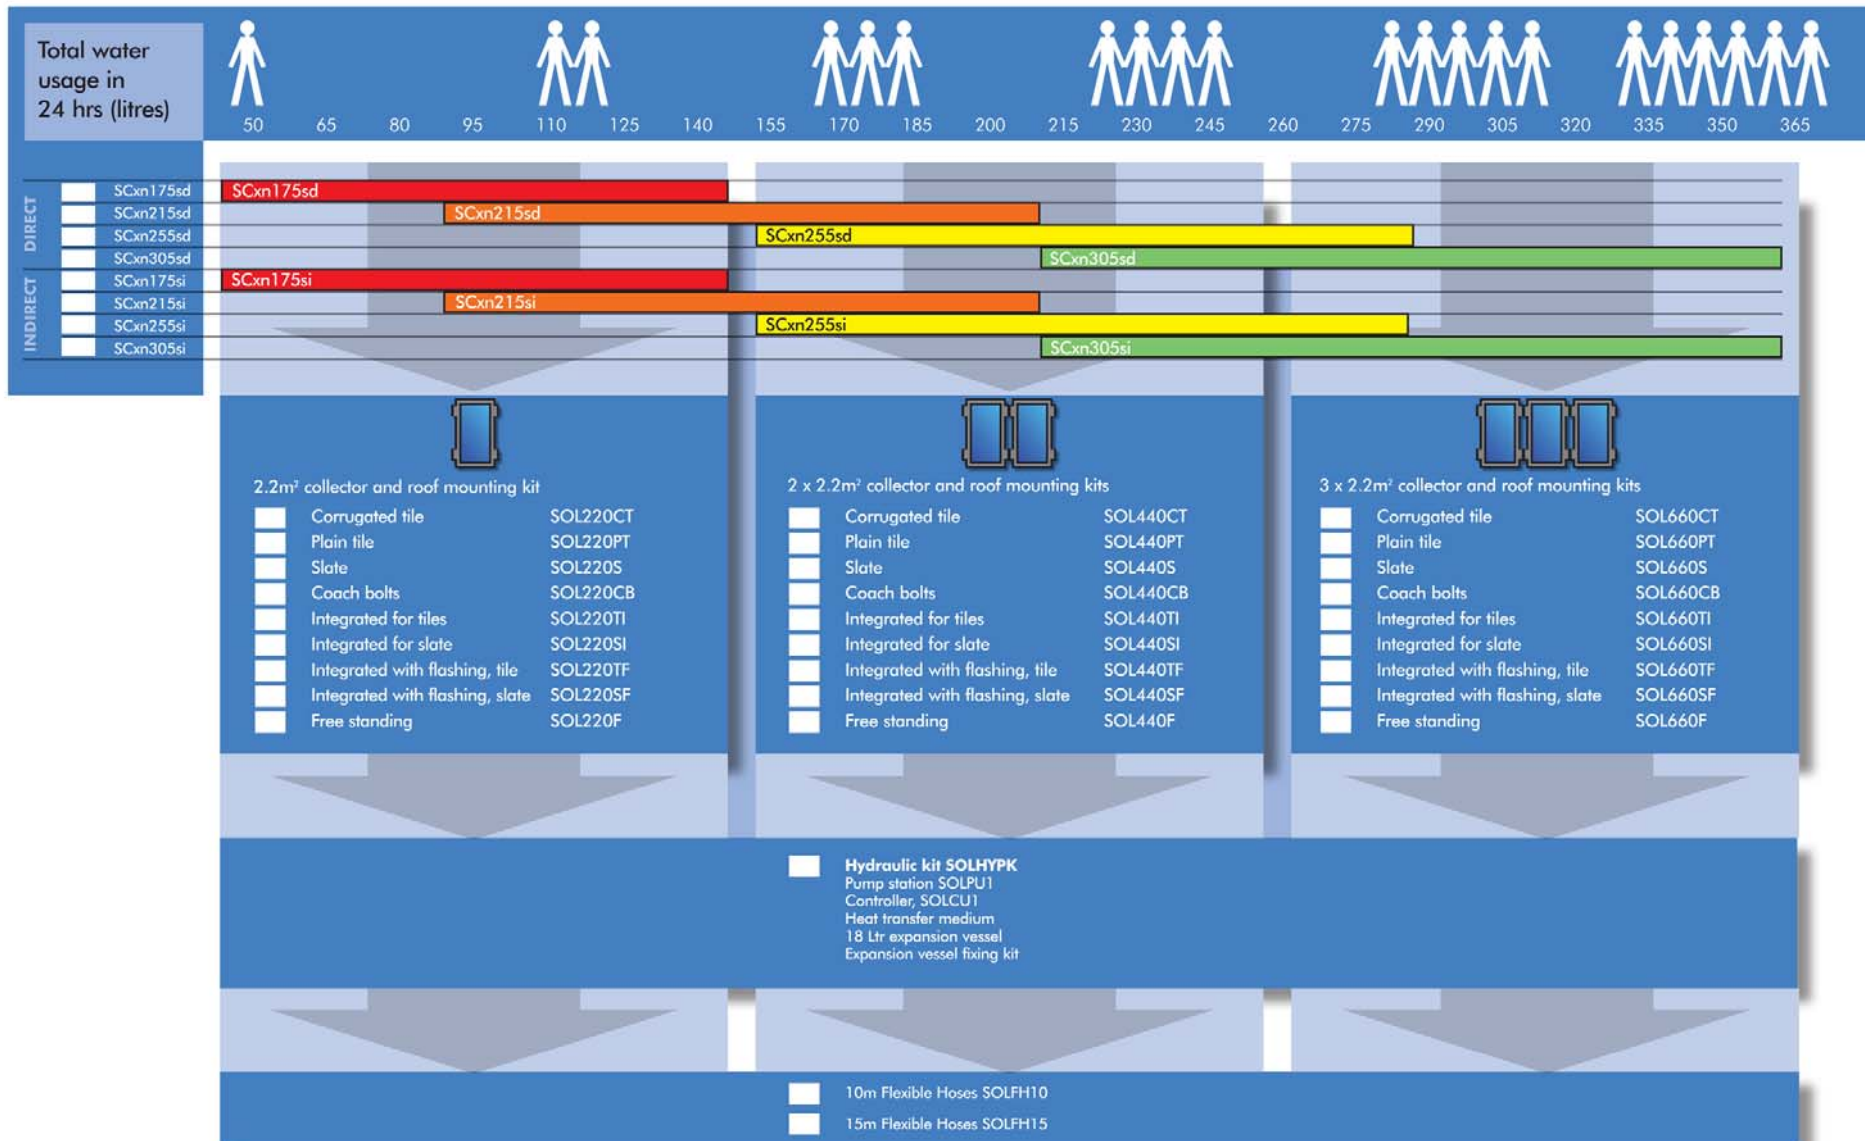 Total water
usage in
24 hrs (litres)
50 65 80 95 110 125 140 155 170 185 200 215 230 245 260 275 290 305 320 335 350 365
DIRECT
SCxn175sd SCxn175sd
SCxn215sd SCxn215sd
SCxn255sd SCxn255sd
SCxn305sd SCxn305sd
INDIRECT
SCxn175si SCxn175si
SCxn215si SCxn215si
SCxn255si SCxn255si
SCxn305si SCxn305si
2.2m² collector and roof mounting kit
Corrugated tile SOL220CT
Plain tile SOL220PT
Slate SOL220S
Coach bolts SOL220CB
Integrated for tiles SOL220TI
Integrated for slate SOL220SI
Integrated with flashing, tile SOL220TF
Integrated with flashing, slate SOL220SF
Free standing SOL220F
2 x 2.2m² collector and roof mounting kits
Corrugated tile SOL440CT
Plain tile SOL440PT
Slate SOL440S
Coach bolts SOL440CB
Integrated for tiles SOL440TI
Integrated for slate SOL440SI
Integrated with flashing, tile SOL440TF
Integrated with flashing, slate SOL440SF
Free standing SOL440F
3 x 2.2m² collector and roof mounting kits
Corrugated tile SOL660CT
Plain tile SOL660PT
Slate SOL660S
Coach bolts SOL660CB
Integrated for tiles SOL660TI
Integrated for slate SOL660SI
Integrated with flashing, tile SOL660TF
Integrated with flashing, slate SOL660SF
Free standing SOL660F
Hydraulic kit SOLHYPK
Pump station SOLPU1
Controller, SOLCU1
Heat transfer medium
18 Ltr expansion vessel
Expansion vessel fixing kit
10m Flexible Hoses SOLFH10
15m Flexible Hoses SOLFH15